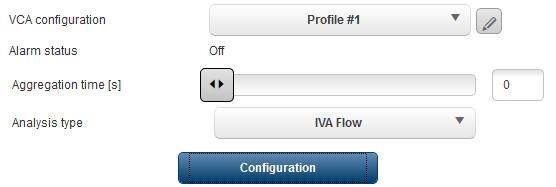 VCA configuration Profile #1
Alarm status Off
Aggregation time [s] 0
Analysis type IVA Flow
Configuration